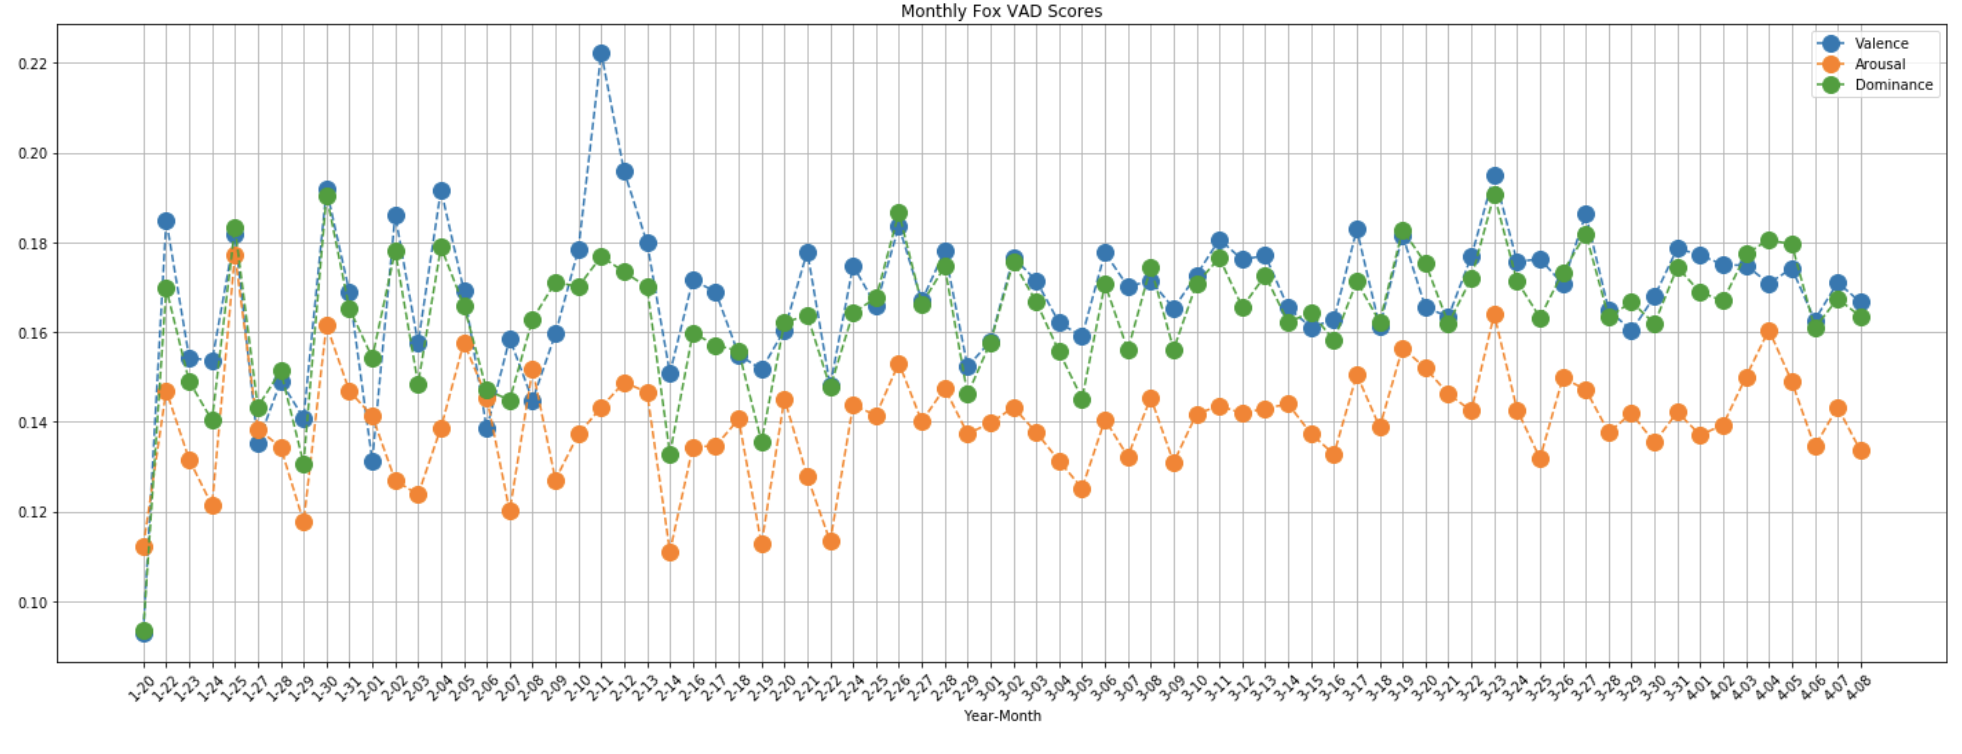 Monthly Fox VAD Scores
Valence
Arousal
Dominance
0.22
0.20
0.18
0.16
0.14
0.12
0.10
1-20 1-22 1-23 1-24 1-25 1-27 1-28 1-29 1-30 1-31 2-01 2-02 2-03 2-04 2-05 2-06 2-07 2-08 2-09 2-10 2-11 2-12 2-13 2-14 2-16 2-17 2-18 2-19 2-20 2-21 2-22 2-24 2-25 2-26 2-27 2-28 2-29 3-01 3-02 3-03 3-04 3-05 3-06 3-07 3-08 3-09 3-10 3-11 3-12 3-13 3-14 3-15 3-16 3-17 3-18 3-19 3-20 3-21 3-22 3-23 3-24 3-25 3-26 3-27 3-28 3-29 3-30 3-31 4-01 4-02 4-03 4-04 4-05 4-06 4-07 4-08
Year-Month